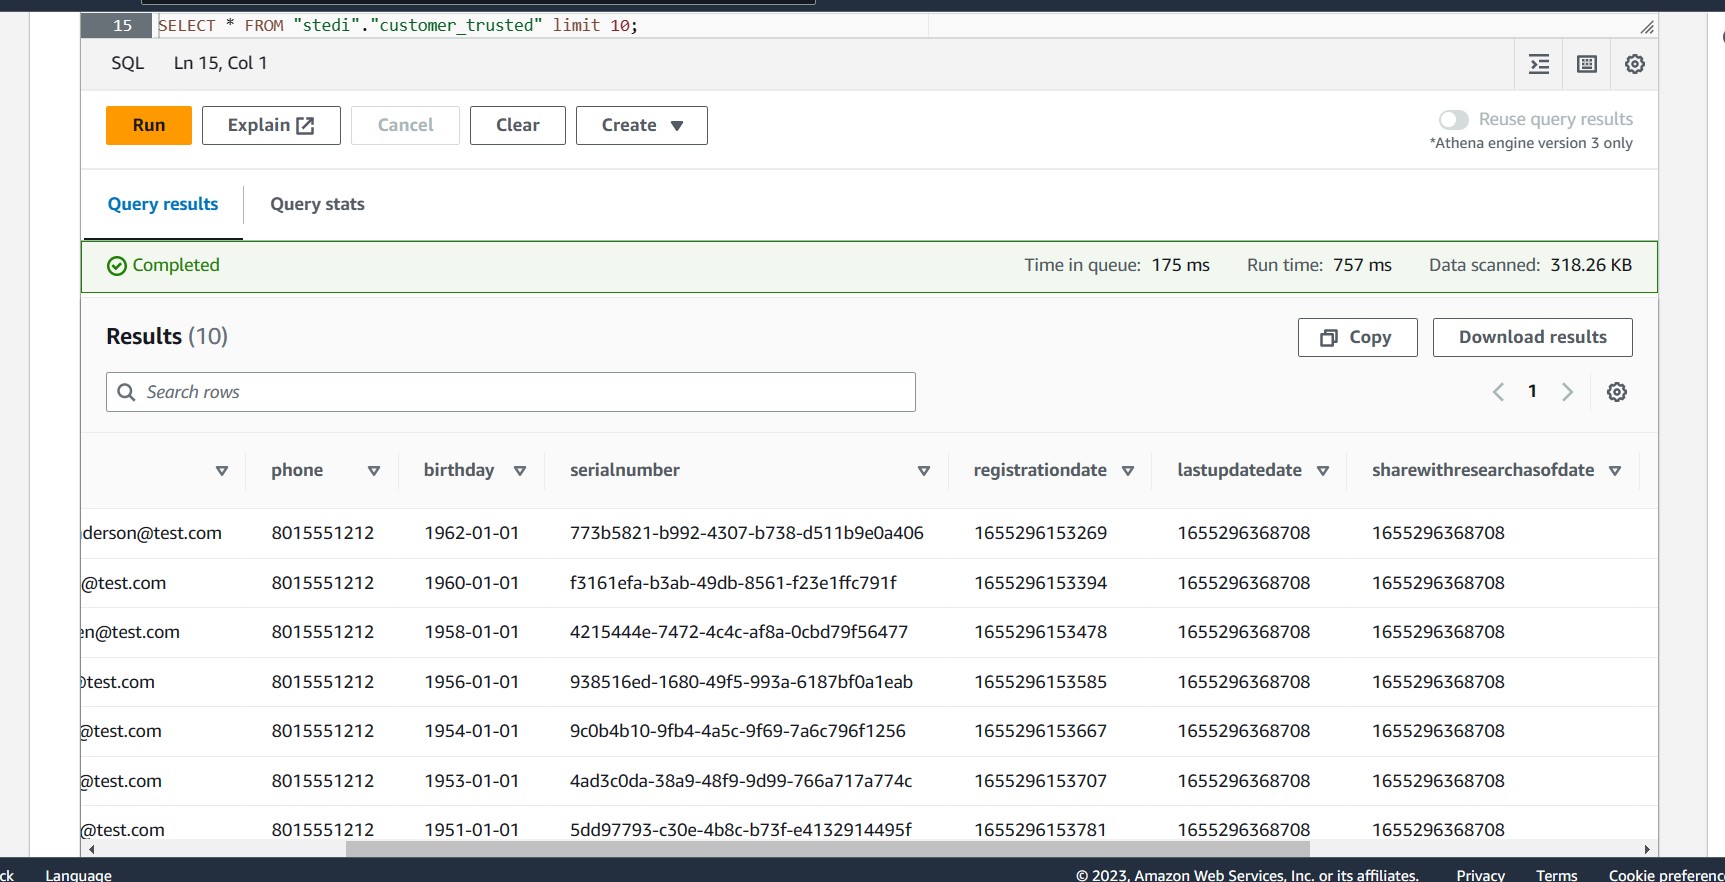 15 SELECT * FROM "stedi"."customer_trusted" limit 10;
SQL Ln 15, Col 1
Run Explain Cancel Clear Create Reuse query results
*Athena engine version 3 only
Query results Query stats
Completed Time in queue: 175 ms Run time: 757 ms Data scanned: 318.26 KB
Results (10) Copy Download results
Search rows 1
phone birthday serialnumber registrationdate lastupdatedate sharewithresearchasofdate
derson@test.com 8015551212 1962-01-01 773b5821-b992-4307-b738-d511b9e0a406 1655296153269 1655296368708 1655296368708
@test.com 8015551212 1960-01-01 f3161efa-b3ab-49db-8561-f23e1ffc791f 1655296153394 1655296368708 1655296368708
en@test.com 8015551212 1958-01-01 4215444e-7472-4c4c-af8a-0cbd79f56477 1655296153478 1655296368708 1655296368708
@test.com 8015551212 1956-01-01 938516ed-1680-49f5-993a-6187bf0a1eab 1655296153585 1655296368708 1655296368708
@test.com 8015551212 1954-01-01 9c0b4b10-9fb4-4a5c-9f69-7a6c796f1256 1655296153667 1655296368708 1655296368708
@test.com 8015551212 1953-01-01 4ad3c0da-38a9-48f9-9d99-766a717a774c 1655296153707 1655296368708 1655296368708
@test.com 8015551212 1951-01-01 5dd97793-c30e-4b8c-b73f-e4132914495f 1655296153781 1655296368708 1655296368708
ck Language © 2023, Amazon Web Services, Inc. or its affiliates. Privacy Terms Cookie preferenc